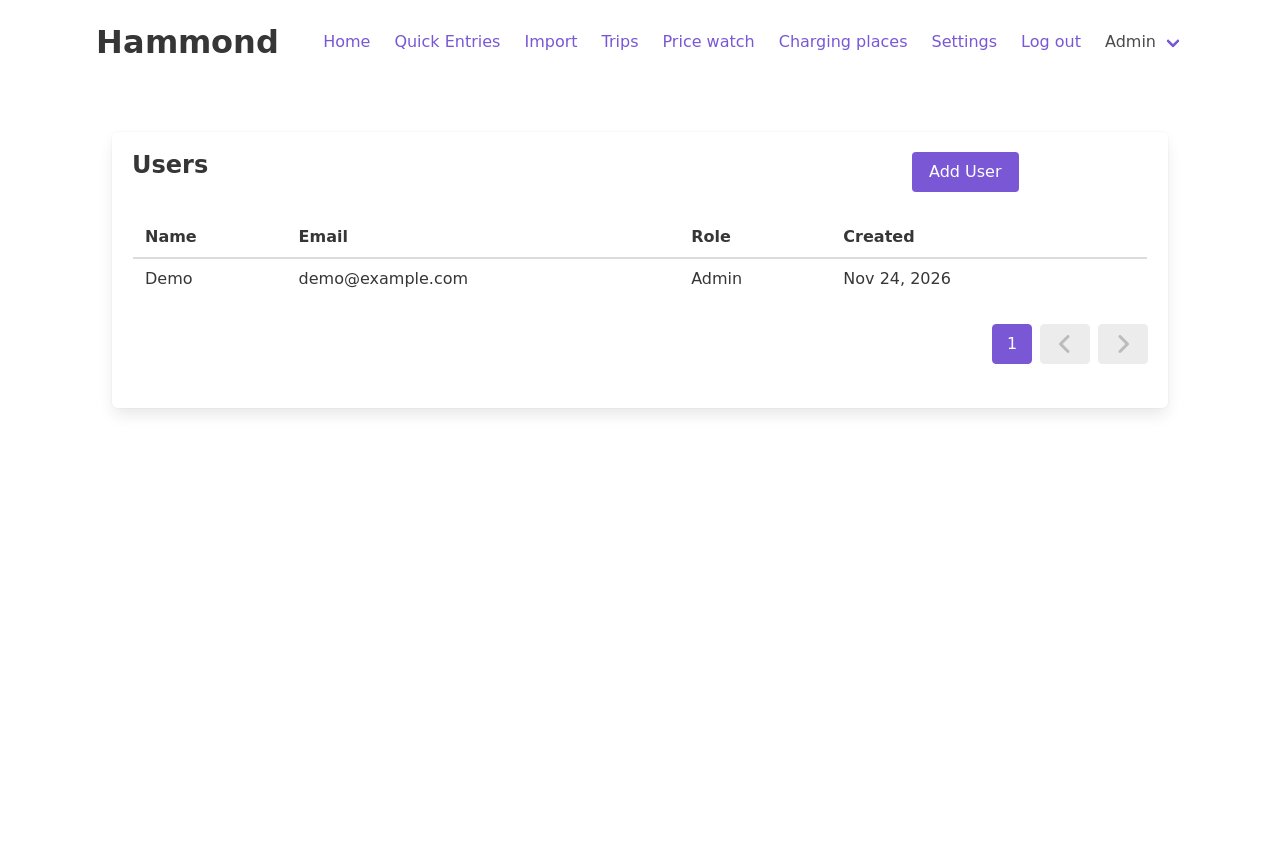 Hammond Home Quick Entries Import Trips Price watch Charging places Settings Log out Admin
Users Add User
Name Email Role Created
Demo demo@example.com Admin Nov 24, 2026
1